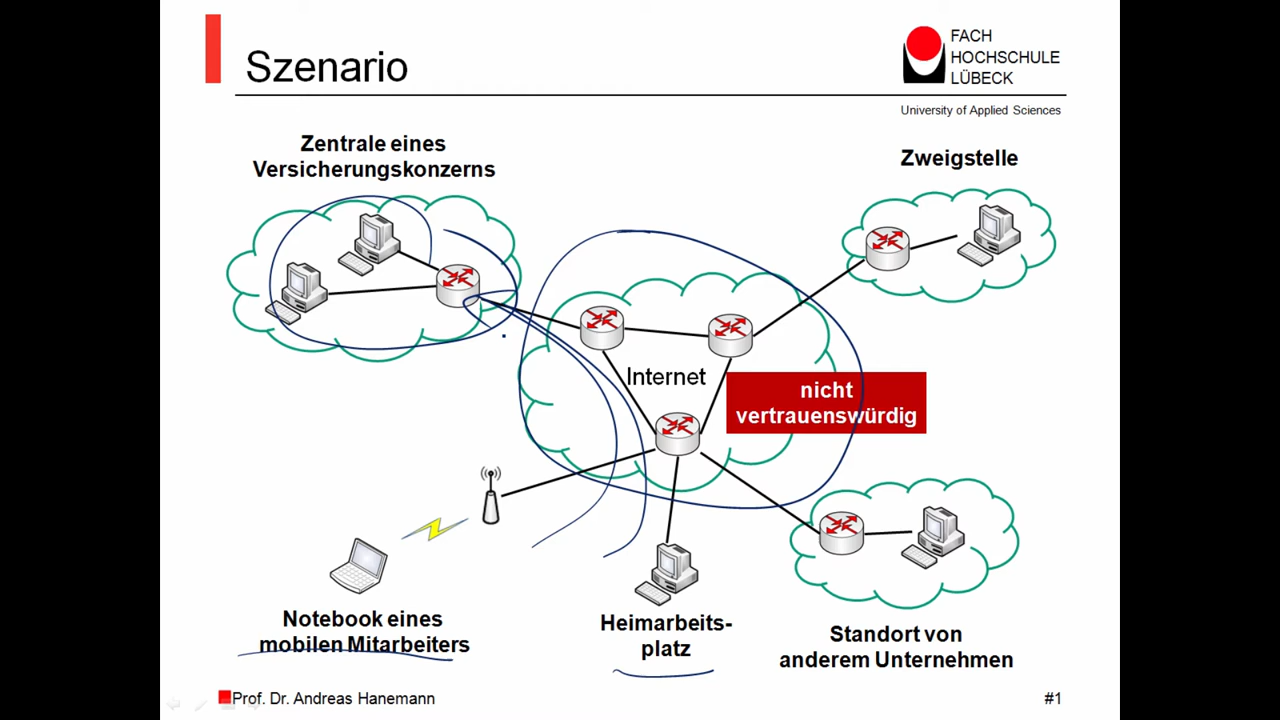 Szenario
FACH
HOCHSCHULE
LÜBECK
University of Applied Sciences
Zentrale eines
Versicherungskonzerns
Zweigstelle
Internet
nicht
vertrauenswürdig
Notebook eines
mobilen Mitarbeiters
Heimarbeits-
platz
Standort von
anderem Unternehmen
Prof. Dr. Andreas Hanemann
#1